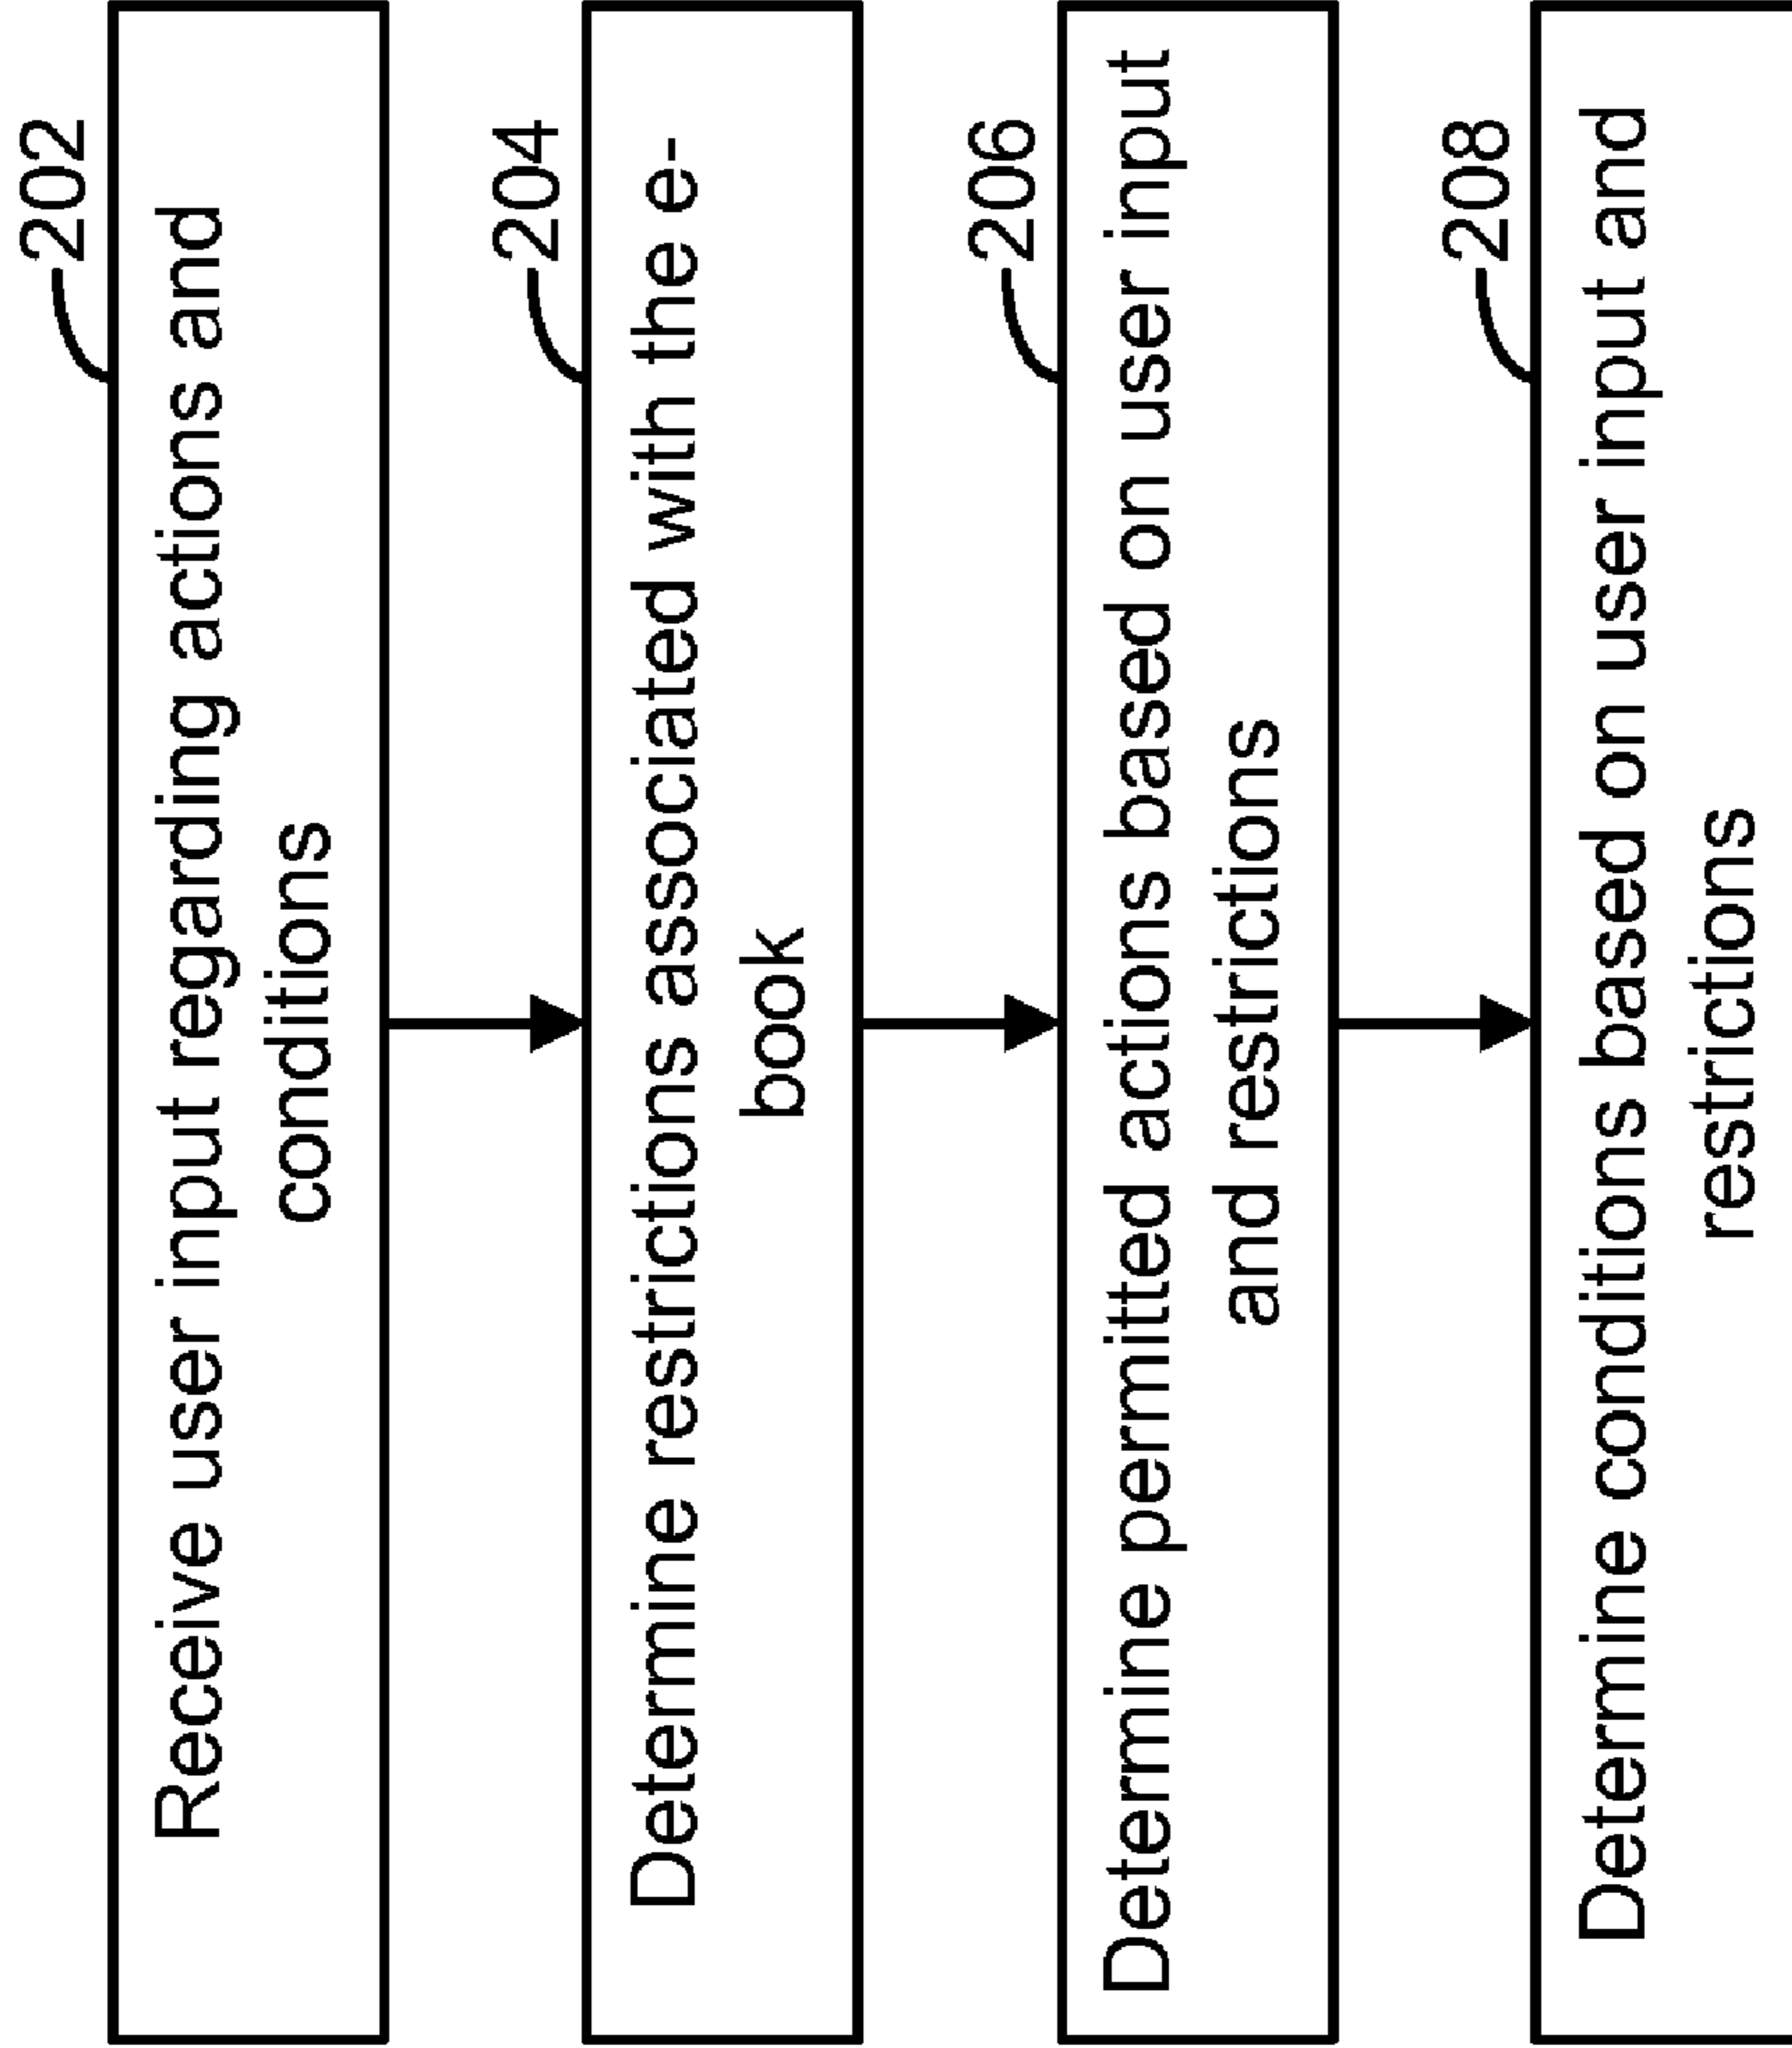 202
Receive user input regarding actions and
conditions
204
Determine restrictions associated with the e-
book
206
Determine permitted actions based on user input
and restrictions
208
Determine conditions based on user input and
restrictions